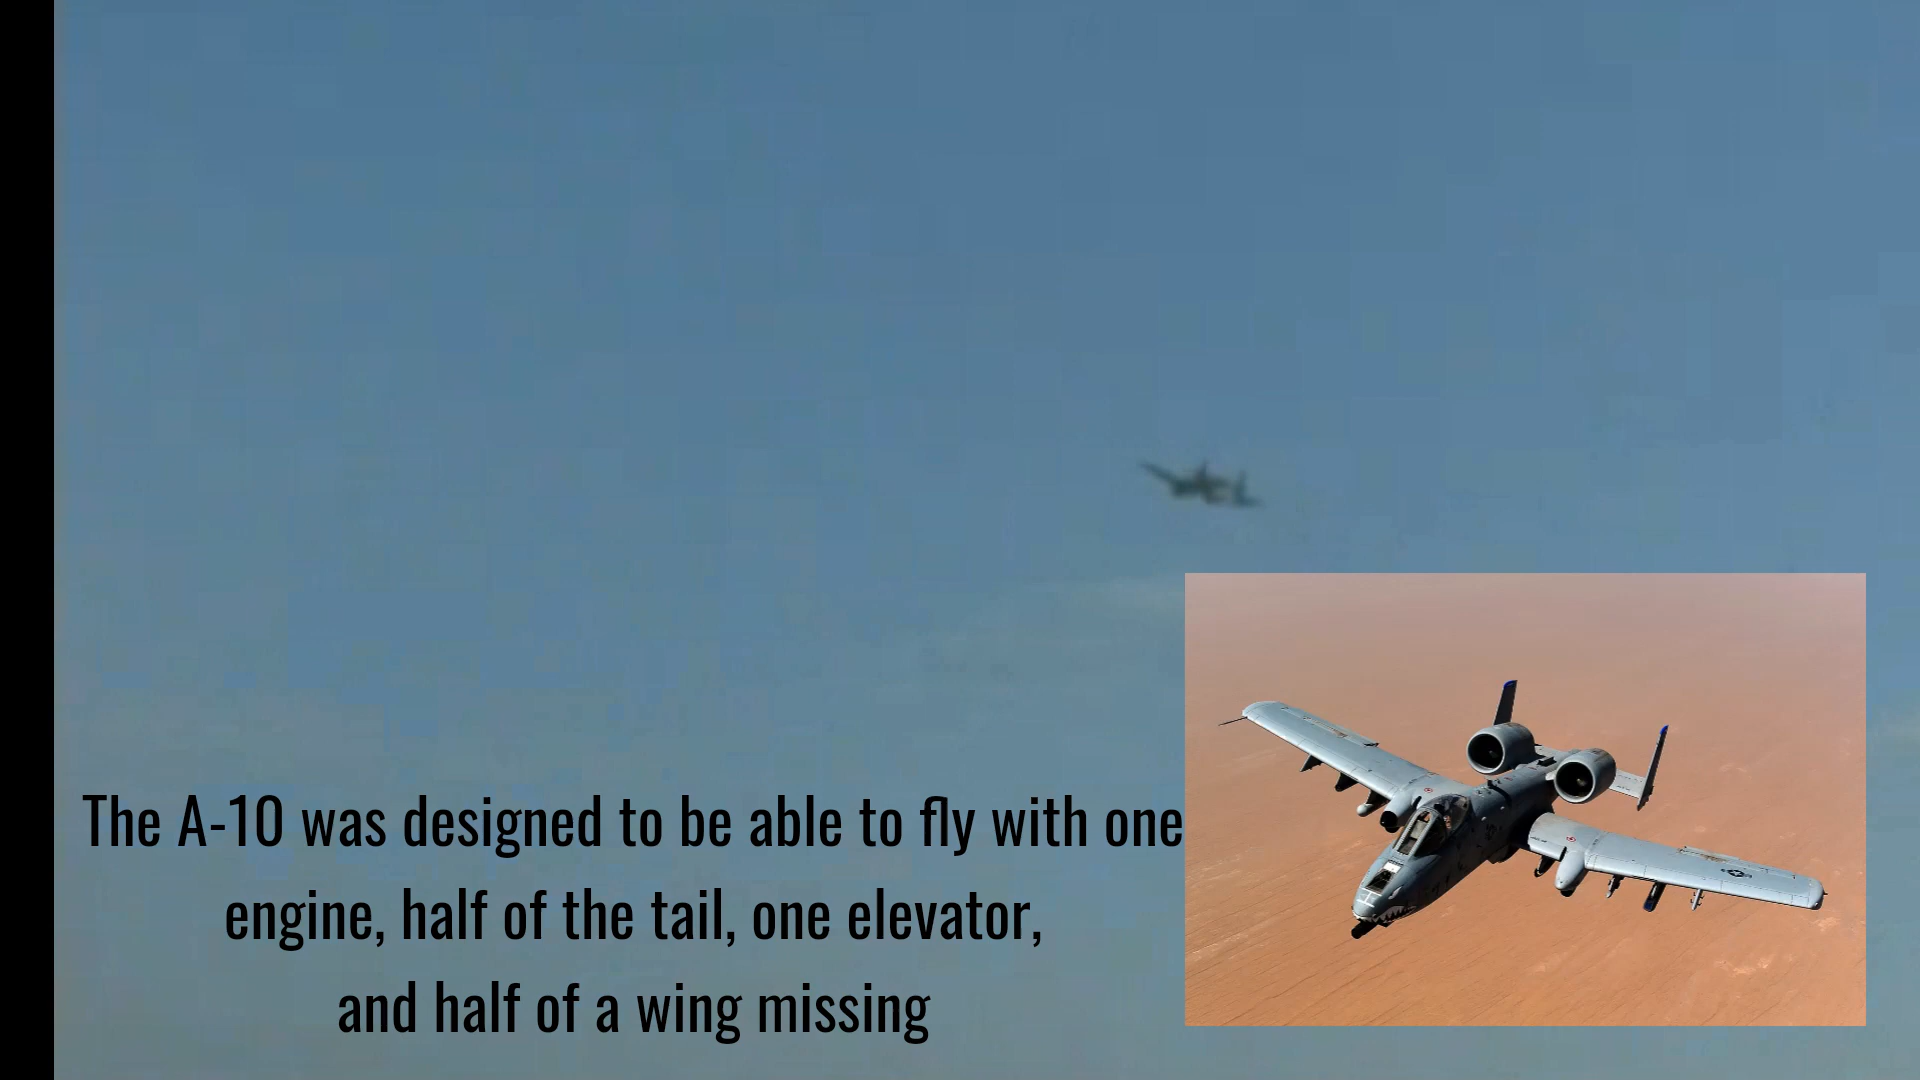 The A-10 was designed to be able to fly with one
engine, half of the tail, one elevator,
and half of a wing missing